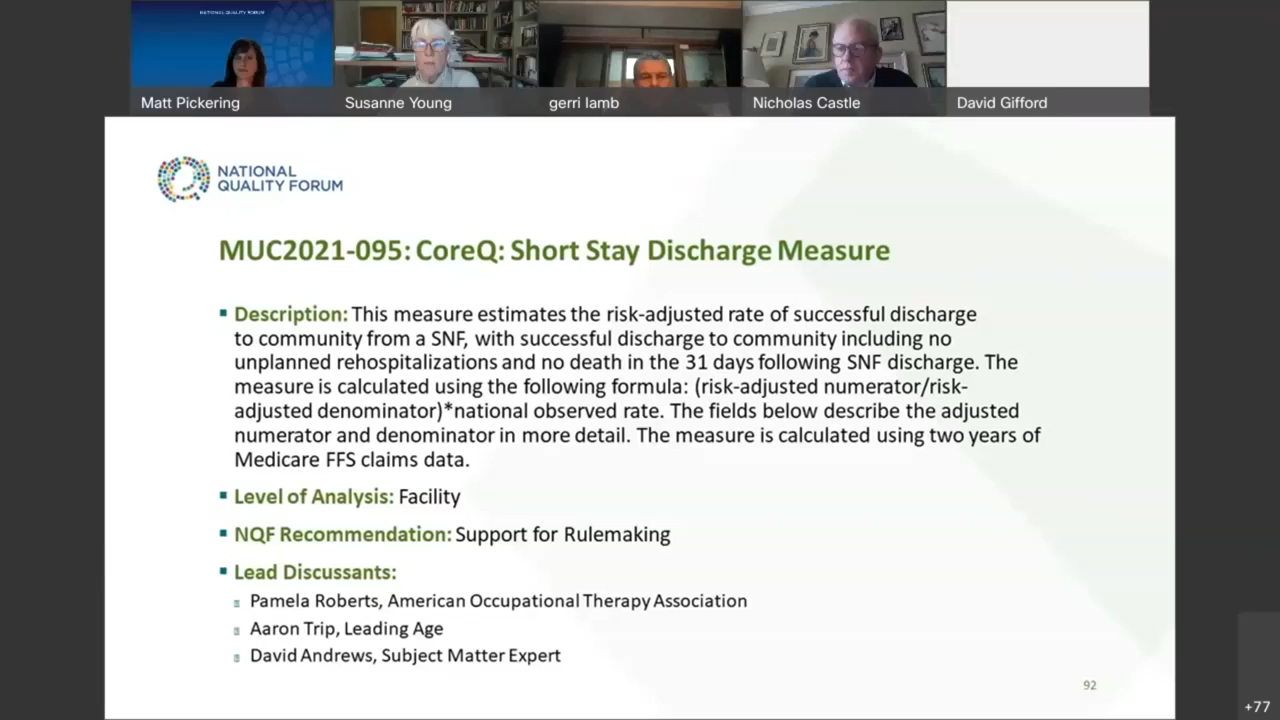 NATIONAL QUALITY FORUM
Matt Pickering
Susanne Young
gerri lamb
Nicholas Castle
David Gifford
NATIONAL
QUALITY FORUM
MUC2021-095: CoreQ: Short Stay Discharge Measure
Description: This measure estimates the risk-adjusted rate of successful discharge
to community from a SNF, with successful discharge to community including no
unplanned rehospitalizations and no death in the 31 days following SNF discharge. The
measure is calculated using the following formula: (risk-adjusted numerator/risk-
adjusted denominator)*national observed rate. The fields below describe the adjusted
numerator and denominator in more detail. The measure is calculated using two years of
Medicare FFS claims data.
Level of Analysis: Facility
NQF Recommendation: Support for Rulemaking
Lead Discussants:
Pamela Roberts, American Occupational Therapy Association
Aaron Trip, Leading Age
David Andrews, Subject Matter Expert
92
+77